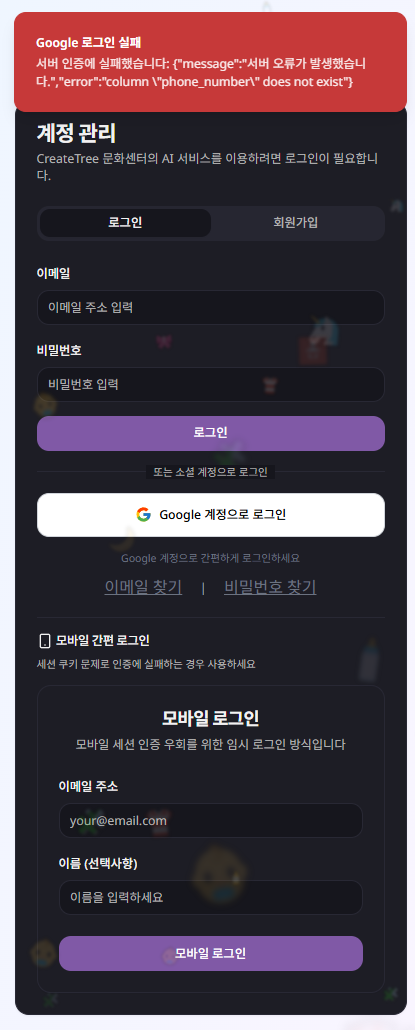 Google 로그인 실패
서버 인증에 실패했습니다: {"message":"서버 오류가 발생했습니
다.","error":"column \"phone_number\" does not exist"}
계정 관리
CreateTree 문화센터의 AI 서비스를 이용하려면 로그인이 필요합니
다.
로그인 회원가입
이메일
이메일 주소 입력
비밀번호
비밀번호 입력
로그인
또는 소셜 계정으로 로그인
Google 계정으로 로그인
Google 계정으로 간편하게 로그인하세요
이메일 찾기 | 비밀번호 찾기
모바일 간편 로그인
세션 쿠키 문제로 인증에 실패하는 경우 사용하세요
모바일 로그인
모바일 세션 인증 우회를 위한 임시 로그인 방식입니다
이메일 주소
your@email.com
이름 (선택사항)
이름을 입력하세요
모바일 로그인